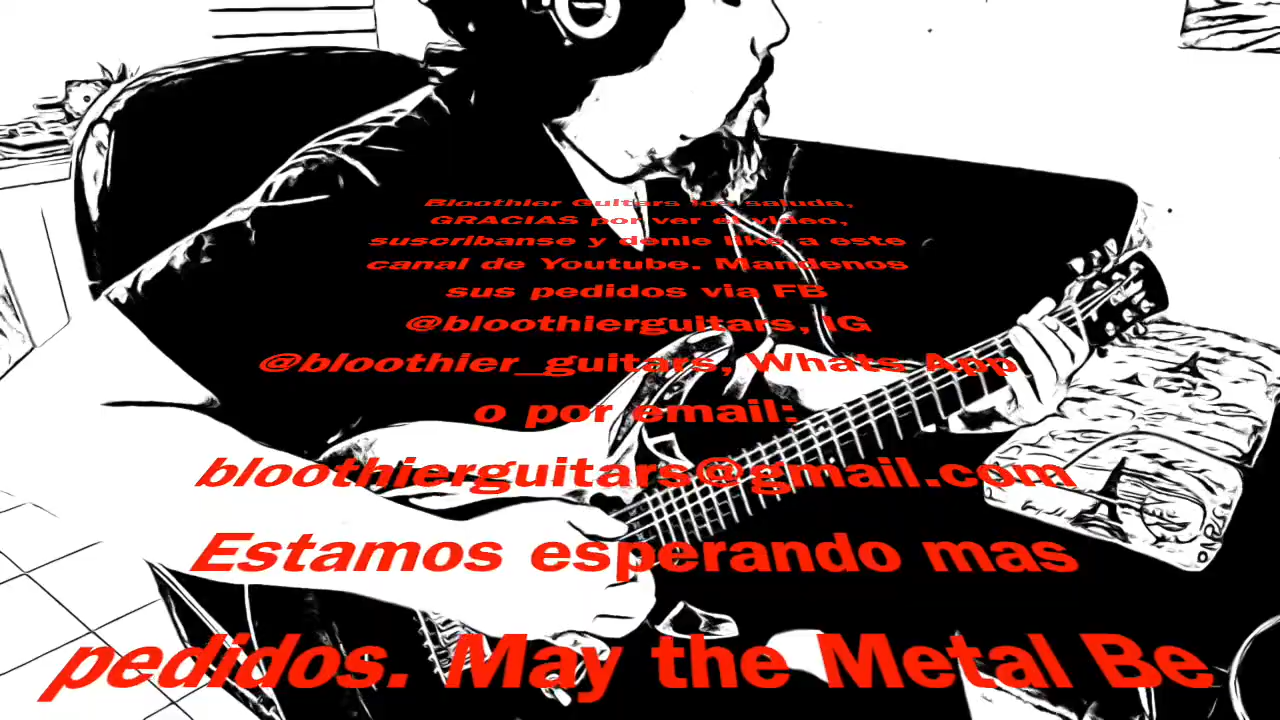 Bloothier Guitars los saluda,
GRACIAS por ver el video,
suscribanse y denle like a este
canal de Youtube. Mandenos
sus pedidos via FB
@bloothierguitars, IG
@bloothier_guitars, Whats App
o por email:
bloothierguitars@gmail.com
Estamos esperando mas
pedidos. May the Metal Be